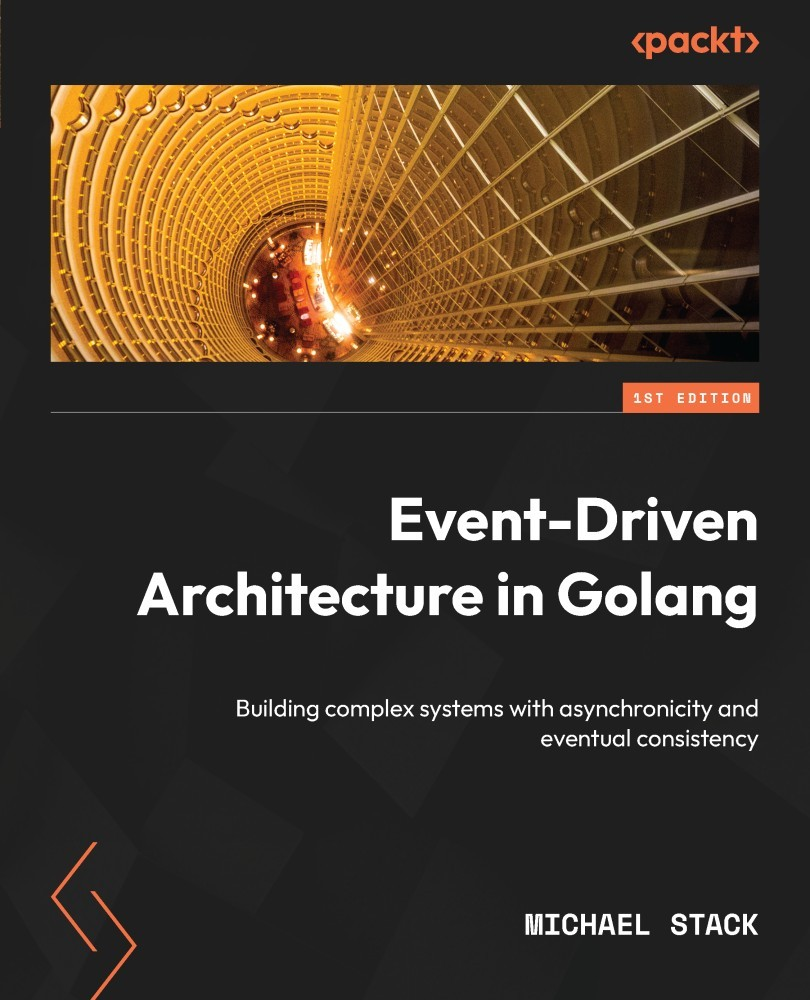 <packt>
1ST EDITION
Event-Driven
Architecture in Golang
Building complex systems with asynchronicity and
eventual consistency
MICHAEL STACK